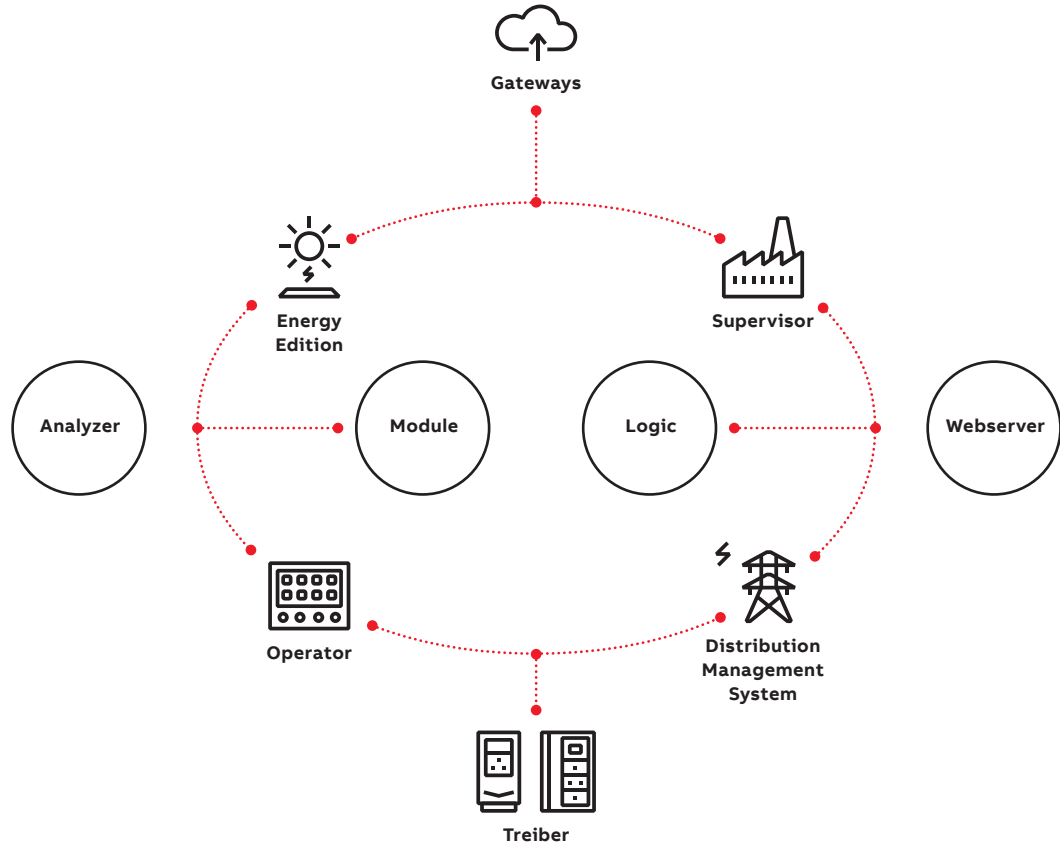 Gateways
Energy
Edition
Supervisor
Analyzer
Module
Logic
Webserver
Operator
Distribution
Management
System
Treiber